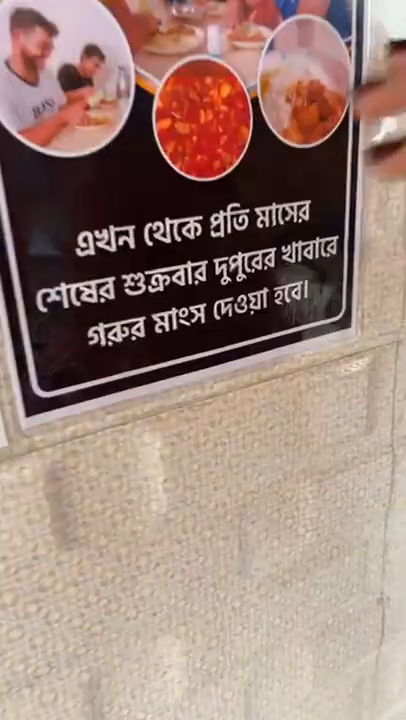 এখন থেকে প্রতি মাসের
শেষের শুক্রবার দুপুরের খাবারে
গরুর মাংস দেওয়া হবে।